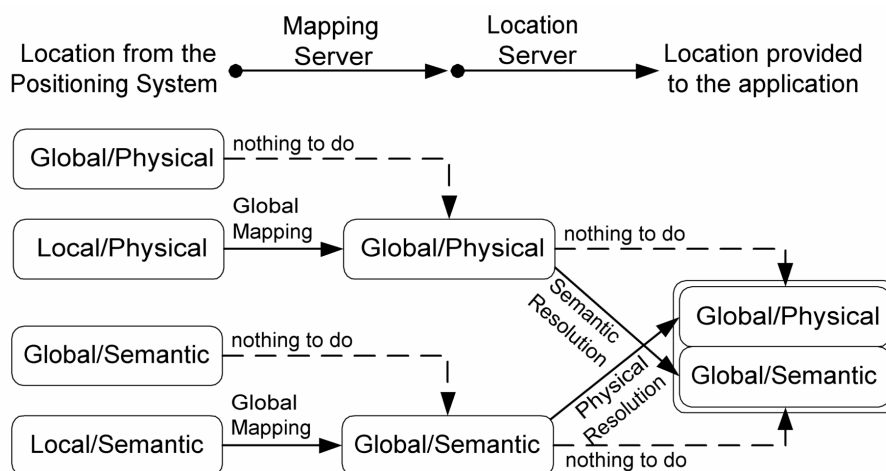 Location from the
Positioning System
Mapping
Server
Location
Server
Location provided
to the application
Global/Physical
nothing to do
Local/Physical
Global
Mapping
Global/Physical
nothing to do
Semantic
Resolution
Global/Physical
Global/Semantic
nothing to do
Global/Semantic
Physical
Resolution
Local/Semantic
Global
Mapping
Global/Semantic
nothing to do